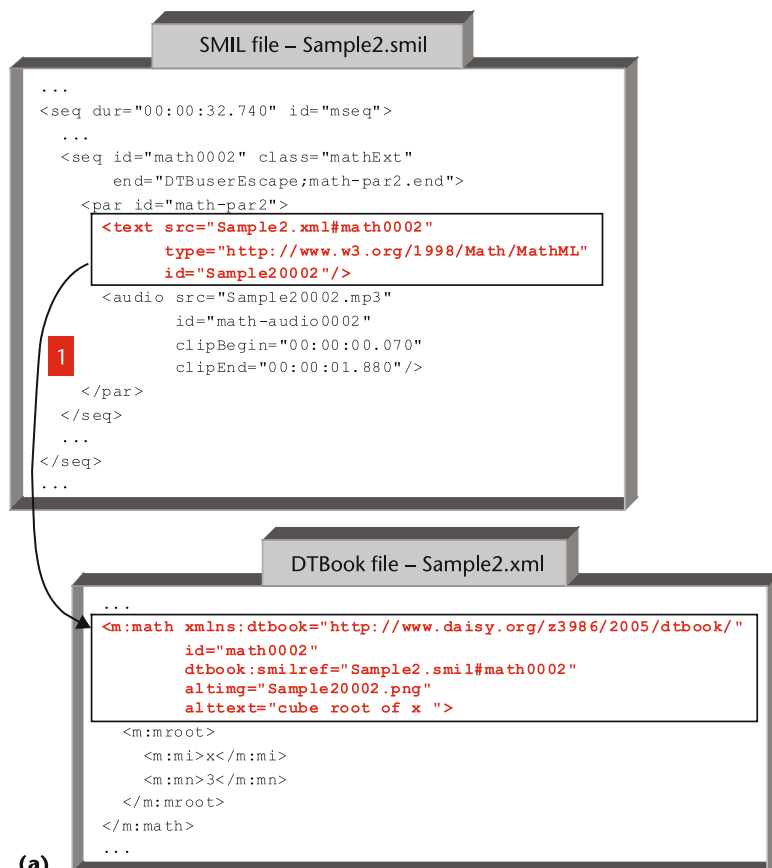 SMIL file – Sample2.smil
...
<seq dur="00:00:32.740" id="mseq">
...
<seq id="math0002" class="mathExt"
end="DTBuserEscape;math-par2.end">
<par id="math-par2">
<text src="Sample2.xml#math0002"
type="http://www.w3.org/1998/Math/MathML"
id="Sample20002"/>
<audio src="Sample20002.mp3"
id="math-audio0002"
clipBegin="00:00:00.070"
1
clipEnd="00:00:01.880"/>
</par>
</seq>
...
</seq>
...
DTBook file – Sample2.xml
...
<m:math xmlns:dtbook="http://www.daisy.org/z3986/2005/dtbook/"
id="math0002"
dtbook:smilref="Sample2.smil#math0002"
altimg="Sample20002.png"
alttext="cube root of x ">
<m:mroot>
<m:mi>x</m:mi>
<m:mn>3</m:mn>
</m:mroot>
</m:math>
...
(a)